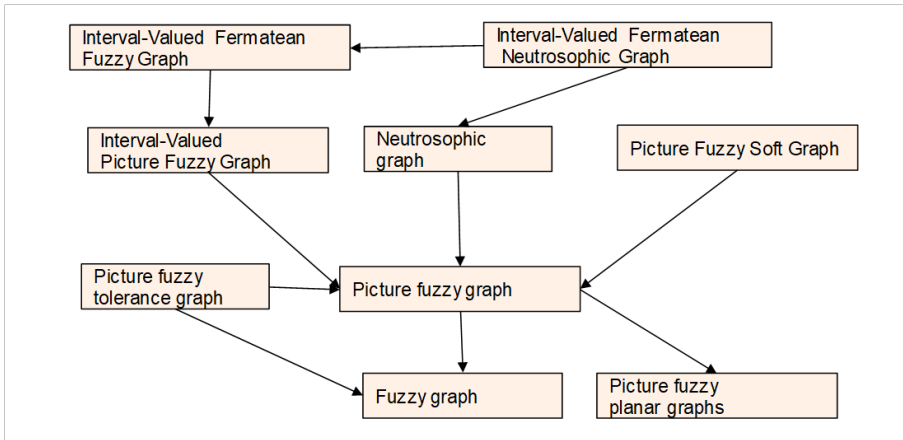 Interval-Valued Fermatean
Fuzzy Graph
Interval-Valued Fermatean
Neutrosophic Graph
Interval-Valued
Picture Fuzzy Graph
Neutrosophic
graph
Picture Fuzzy Soft Graph
Picture fuzzy
tolerance graph
Picture fuzzy graph
Fuzzy graph
Picture fuzzy
planar graphs